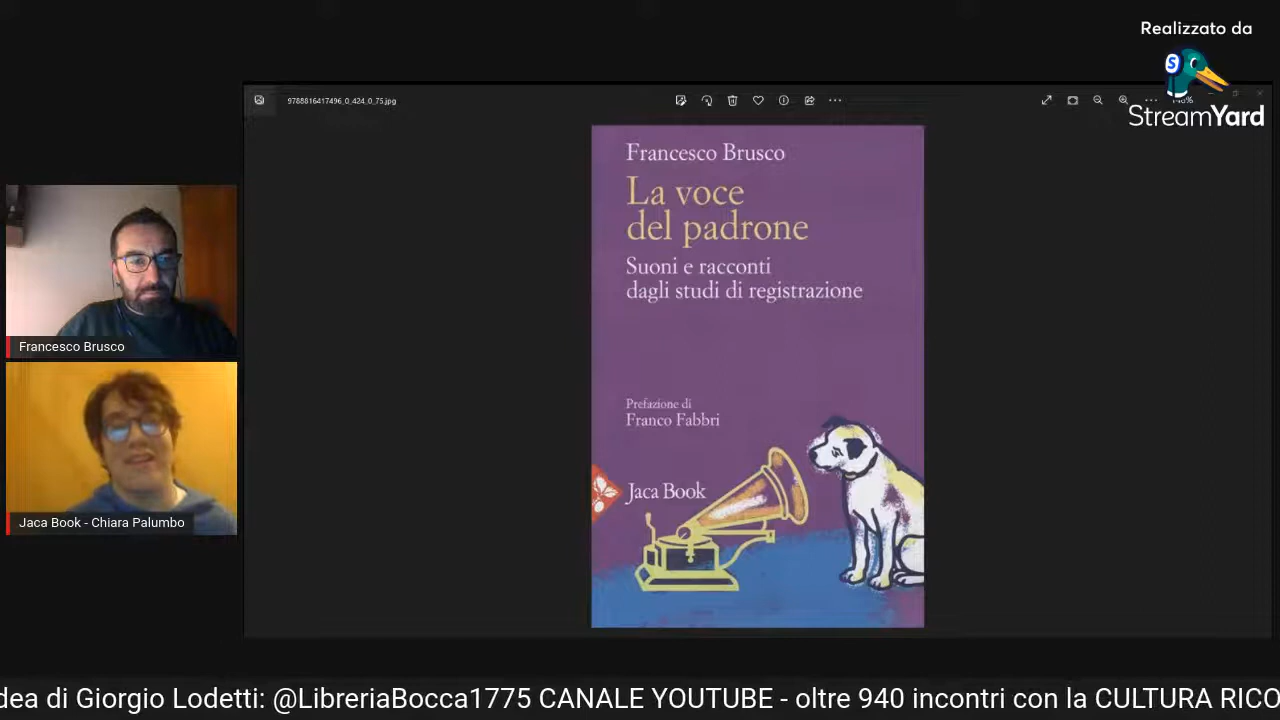 Realizzato da
S
StreamYard
9788816417496_0_424_0_75.jpg
Francesco Brusco
La voce
del padrone
Suoni e racconti
dagli studi di registrazione
Prefazione di
Franco Fabbri
Jaca Book
Francesco Brusco
Jaca Book - Chiara Palumbo
dea di Giorgio Lodetti: @LibreriaBocca1775 CANALE YOUTUBE - oltre 940 incontri con la CULTURA RICO